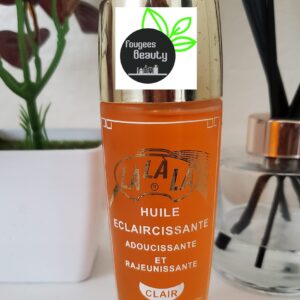 fougees
Beauty
LA LA LA
®
HUILE
ECLAIRCISSANTE
ADOUCISSANTE
ET
RAJEUNISSANTE
CLAIR